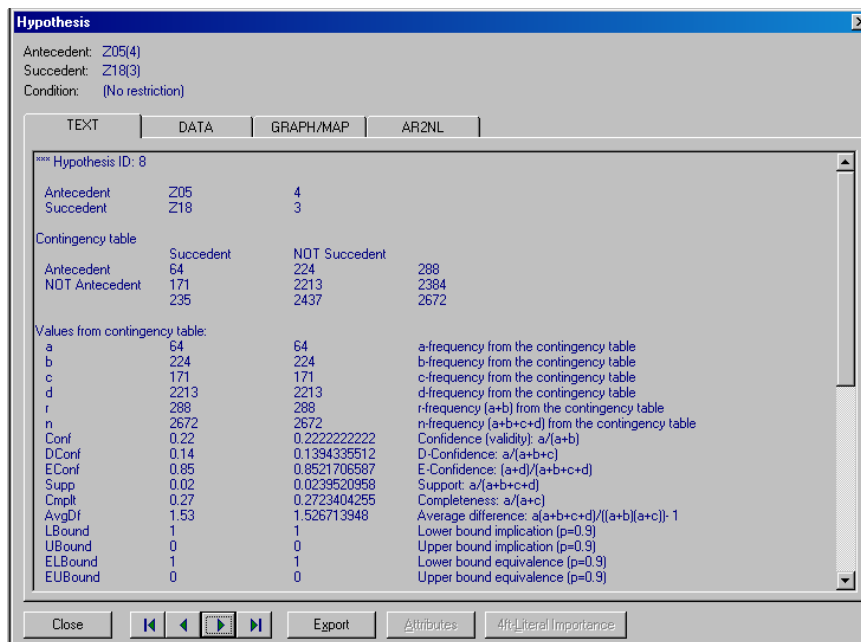 Hypothesis
Antecedent: Z05(4)
Succedent: Z18(3)
Condition: (No restriction)
TEXT DATA GRAPH/MAP AR2NL
*** Hypothesis ID: 8
Antecedent Z05 4
Succedent Z18 3
Contingency table
Succedent NOT Succedent
Antecedent 64 224 288
NOT Antecedent 171 2213 2384
235 2437 2672
Values from contingency table:
a 64 64 a-frequency from the contingency table
b 224 224 b-frequency from the contingency table
c 171 171 c-frequency from the contingency table
d 2213 2213 d-frequency from the contingency table
r 288 288 r-frequency (a+b) from the contingency table
n 2672 2672 n-frequency (a+b+c+d) from the contingency table
Conf 0.22 0.2222222222 Confidence (validity): a/(a+b)
DConf 0.14 0.1394335512 D-Confidence: a/(a+b+c)
EConf 0.85 0.8521706587 E-Confidence: (a+d)/(a+b+c+d)
Supp 0.02 0.0239520958 Support: a/(a+b+c+d)
Cmplt 0.27 0.2723404255 Completeness: a/(a+c)
AvgDf 1.53 1.526713948 Average difference: a(a+b+c+d)/((a+b)(a+c))- 1
LBound 1 1 Lower bound implication (p=0.9)
UBound 0 0 Upper bound implication (p=0.9)
ELBound 1 1 Lower bound equivalence (p=0.9)
EUBound 0 0 Upper bound equivalence (p=0.9)
Close Export Attributes 4ft-Literal Importance